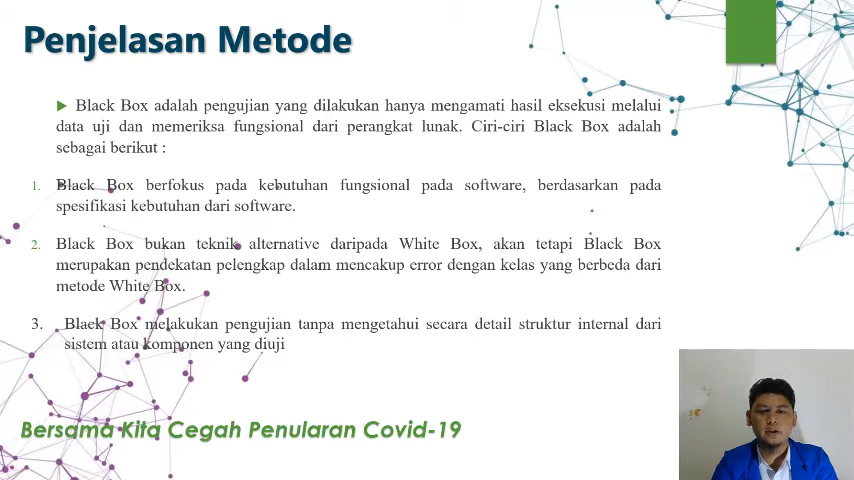 Penjelasan Metode
Black Box adalah pengujian yang dilakukan hanya mengamati hasil eksekusi melalui
data uji dan memeriksa fungsional dari perangkat lunak. Ciri-ciri Black Box adalah
sebagai berikut :
1. Black Box berfokus pada kebutuhan fungsional pada software, berdasarkan pada
spesifikasi kebutuhan dari software.
2. Black Box bukan teknik alternative daripada White Box, akan tetapi Black Box
merupakan pendekatan pelengkap dalam mencakup error dengan kelas yang berbeda dari
metode White Box.
3. Black Box melakukan pengujian tanpa mengetahui secara detail struktur internal dari
sistem atau komponen yang diuji
Bersama Kita Cegah Penularan Covid-19